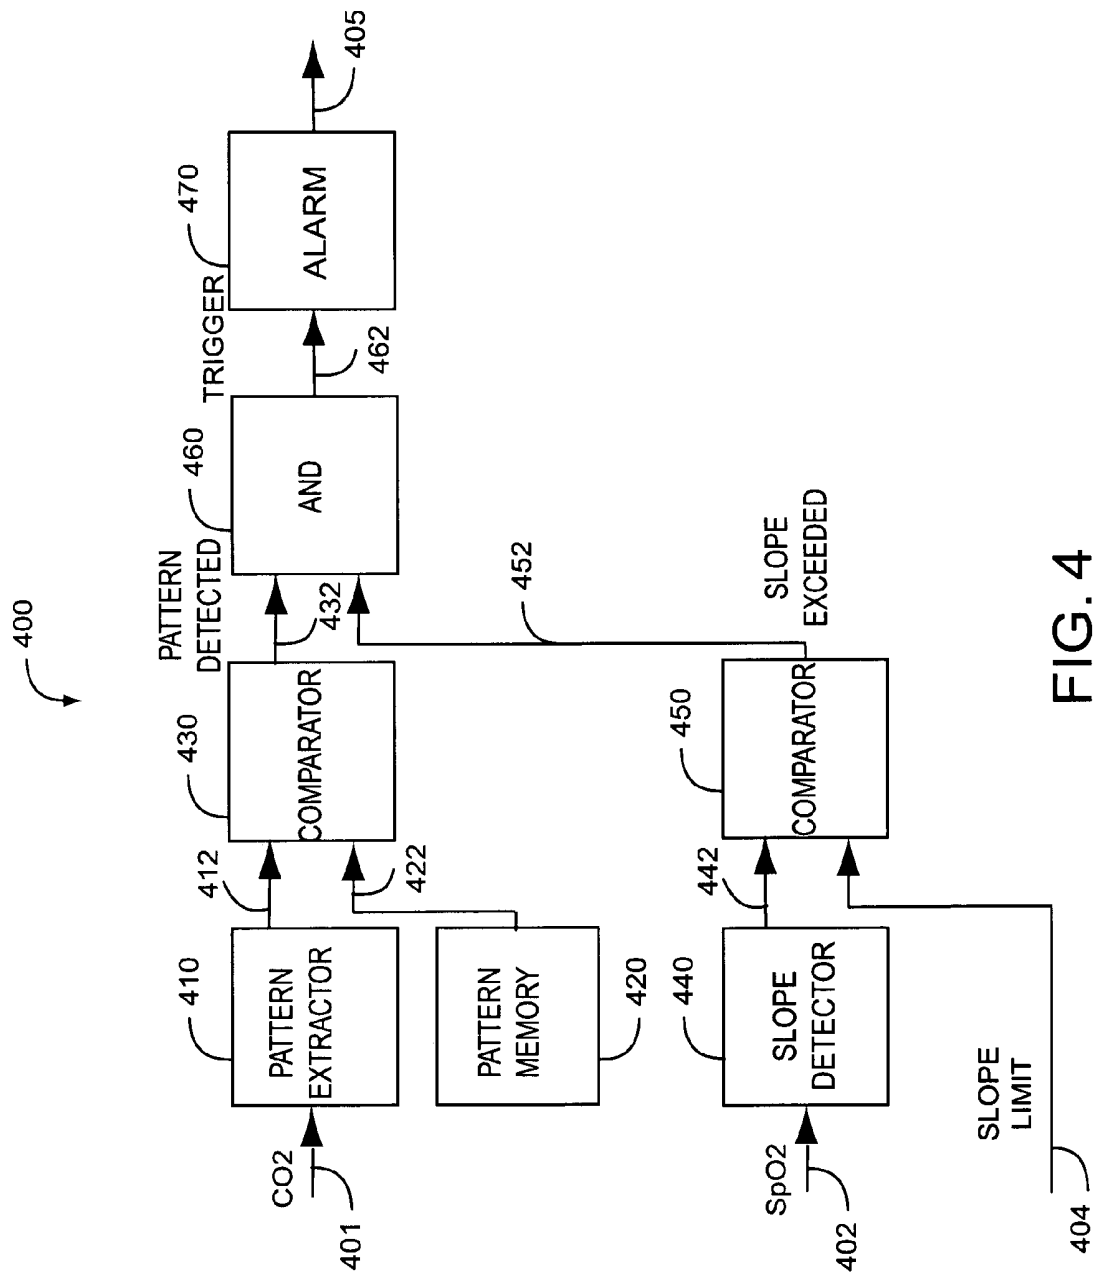 400
CO2
401
PATTERN
EXTRACTOR
410
412
PATTERN
MEMORY
420
422
COMPARATOR
430
PATTERN
DETECTED
432
AND
460
TRIGGER
462
ALARM
470
405
SpO2
402
SLOPE
DETECTOR
440
442
SLOPE
LIMIT
404
COMPARATOR
450
SLOPE
EXCEEDED
452
FIG. 4